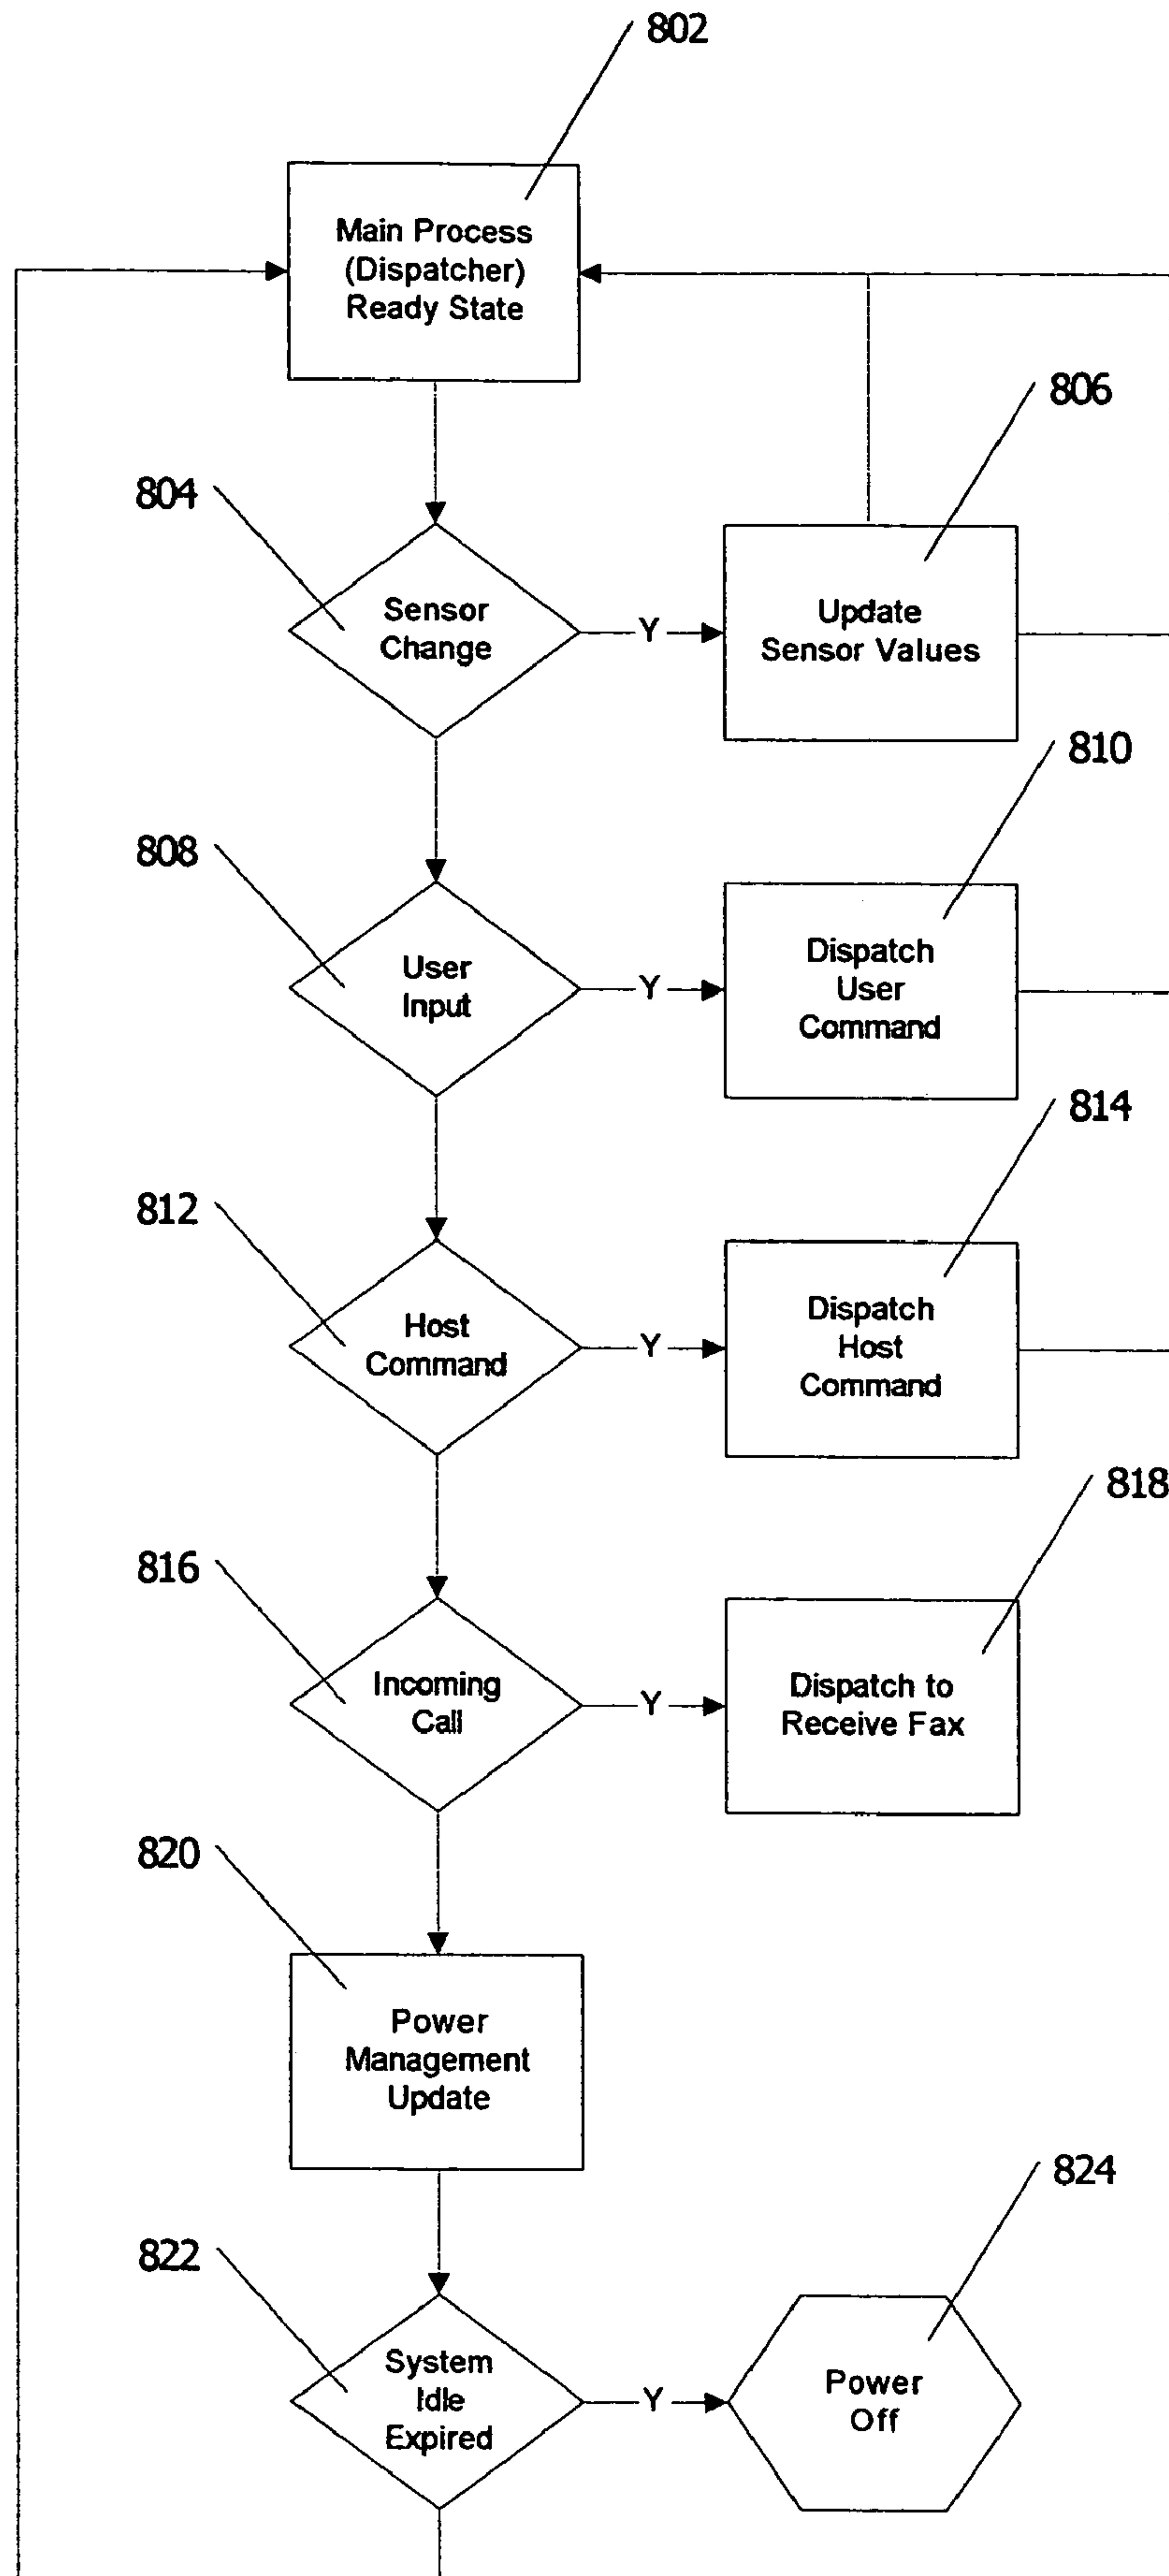 802
Main Process
(Dispatcher)
Ready State
806
804
Sensor
Change
Y
Update
Sensor Values
810
808
User
Input
Y
Dispatch
User
Command
814
812
Host
Command
Y
Dispatch
Host
Command
818
816
Incoming
Call
Y
Dispatch to
Receive Fax
820
Power
Management
Update
824
822
System
Idle
Expired
Y
Power
Off